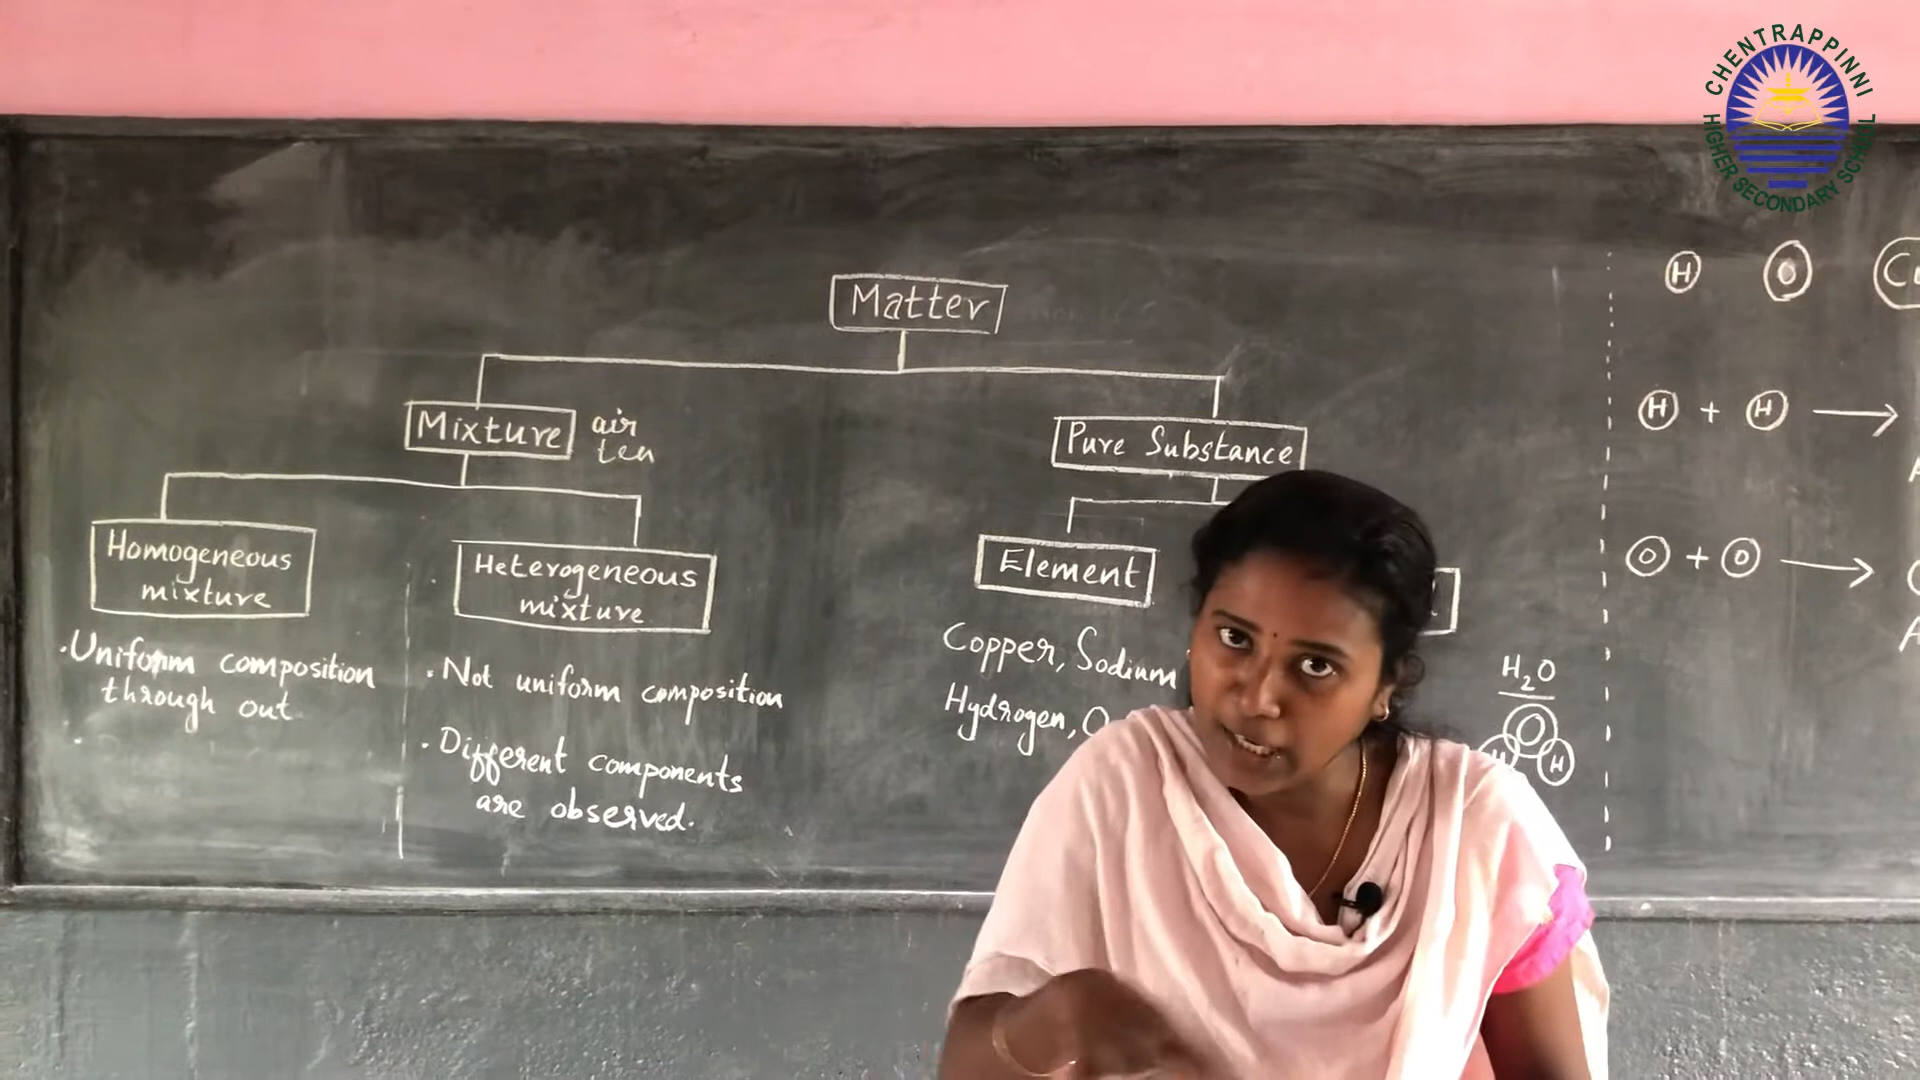 CHENTRAPPINNI
HIGHER SECONDARY SCHOOL
Matter
Mixture
air
tea
Pure Substance
Homogeneous
mixture
Heterogeneous
mixture
Element
· Uniform composition
through out
· Not uniform composition
· Different components
are observed.
Copper, Sodium
Hydrogen, O
H₂O
O
H H
H O Cu
H + H →
O + O →